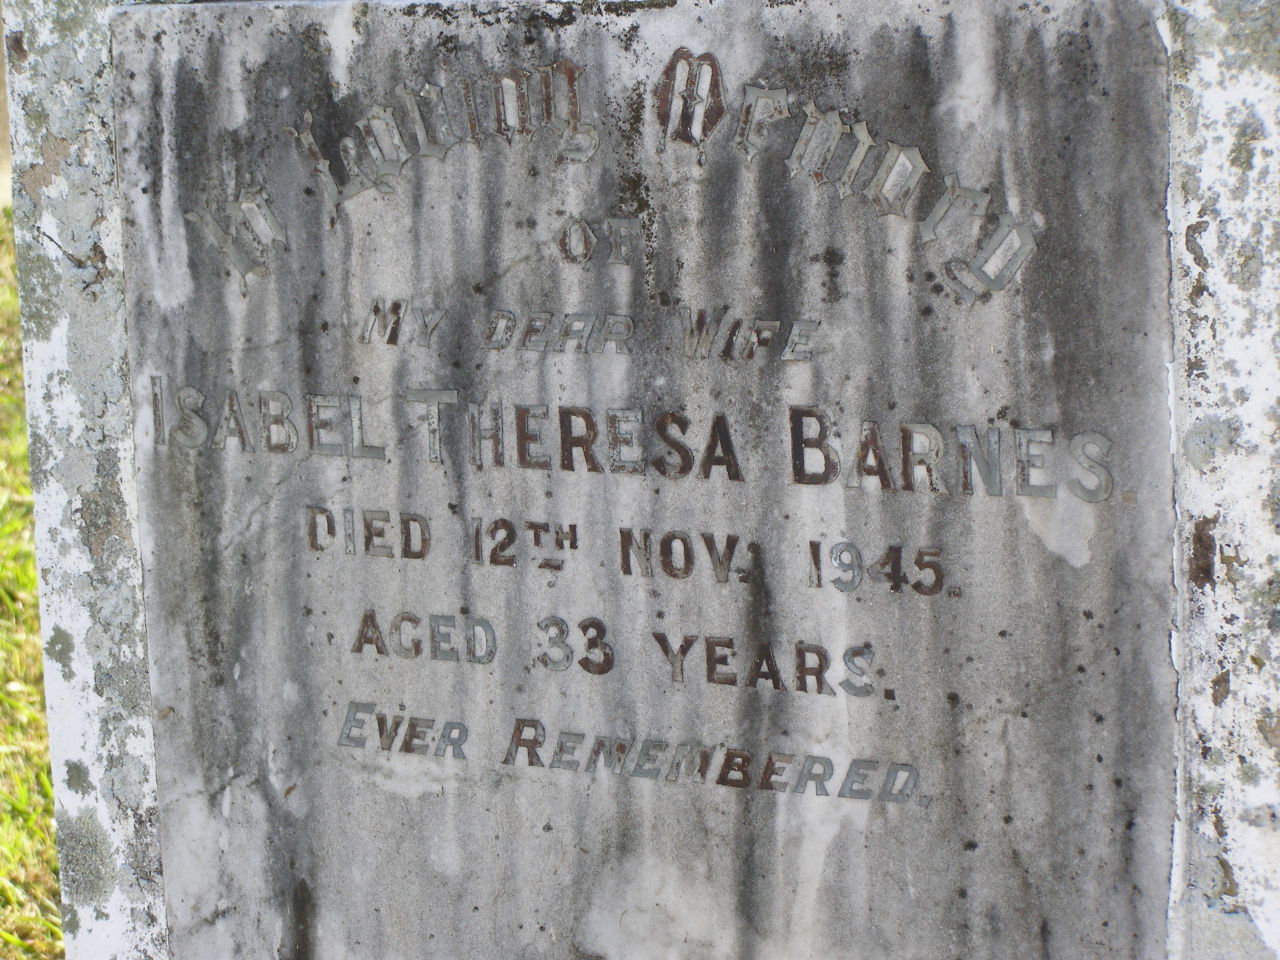 In Loving Memory
OF
MY DEAR WIFE
ISABEL THERESA BARNES
DIED 12TH NOV. 1945.
AGED 33 YEARS.
EVER REMEMBERED.